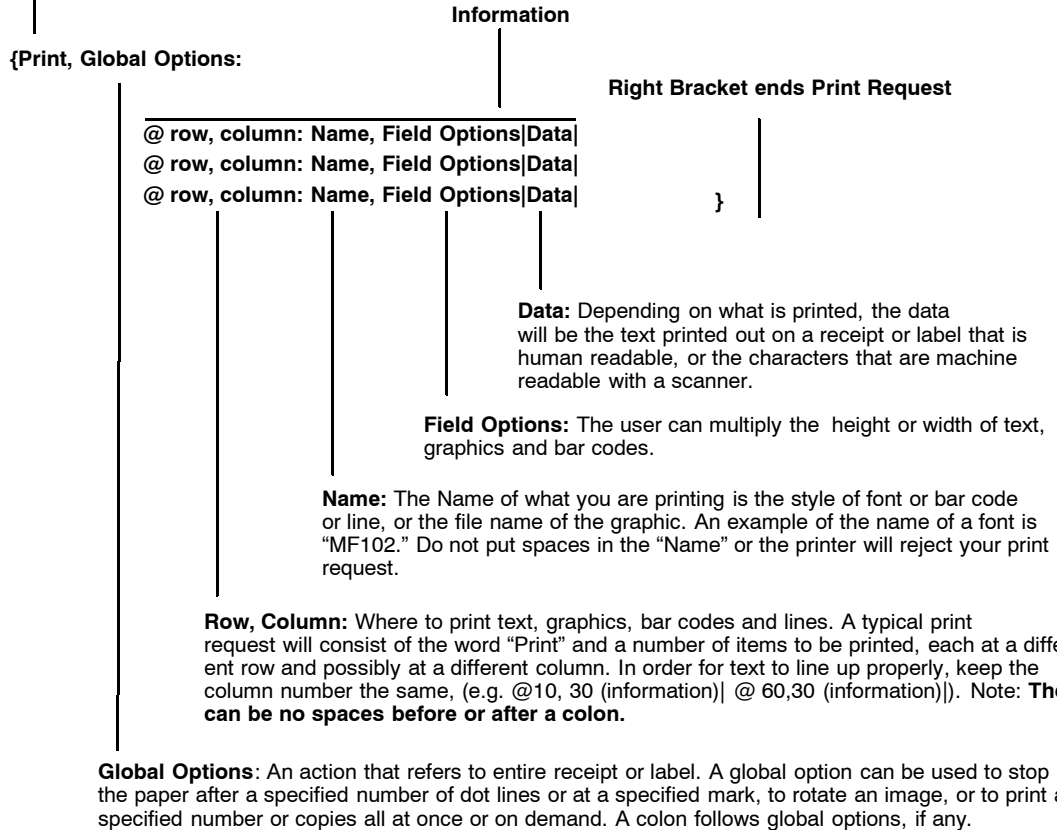 Information
{Print, Global Options:
Right Bracket ends Print Request
@ row, column: Name, Field Options|Data|
@ row, column: Name, Field Options|Data|
@ row, column: Name, Field Options|Data|
}
Data: Depending on what is printed, the data
will be the text printed out on a receipt or label that is
human readable, or the characters that are machine
readable with a scanner.
Field Options: The user can multiply the height or width of text,
graphics and bar codes.
Name: The Name of what you are printing is the style of font or bar code
or line, or the file name of the graphic. An example of the name of a font is
“MF102.” Do not put spaces in the “Name” or the printer will reject your print
request.
Row, Column: Where to print text, graphics, bar codes and lines. A typical print
request will consist of the word “Print” and a number of items to be printed, each at a
ent row and possibly at a different column. In order for text to line up properly, keep the
column number the same, (e.g. @10, 30 (information)| @ 60,30 (information)|). Note:
can be no spaces before or after a colon.
Global Options: An action that refers to entire receipt or label. A global option can be used to stop
the paper after a specified number of dot lines or at a specified mark, to rotate an image, or to print a
specified number or copies all at once or on demand. A colon follows global options, if any.